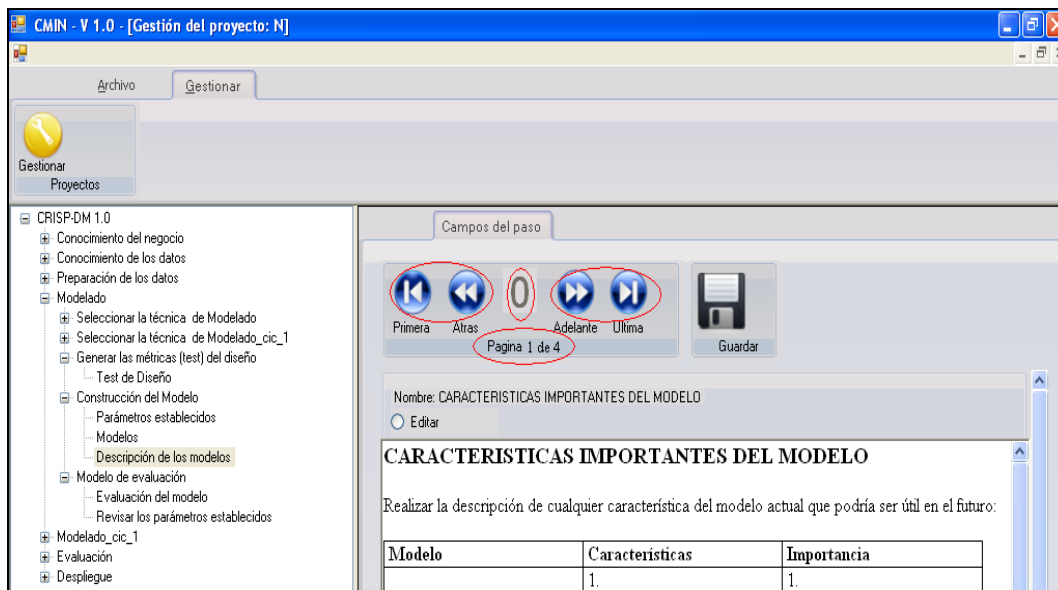 CMIN - V 1.0 - [Gestión del proyecto: N]
Archivo Gestionar
Gestionar
Proyectos
CRISP-DM 1.0
Conocimiento del negocio
Conocimiento de los datos
Preparación de los datos
Modelado
Seleccionar la técnica de Modelado
Seleccionar la técnica de Modelado_cic_1
Generar las métricas (test) del diseño
Test de Diseño
Construcción del Modelo
Parámetros establecidos
Modelos
Descripción de los modelos
Modelo de evaluación
Evaluación del modelo
Revisar los parámetros establecidos
Modelado_cic_1
Evaluación
Despliegue
Campos del paso
0
Primera Atras Adelante Ultima
Pagina 1 de 4
Guardar
Nombre: CARACTERISTICAS IMPORTANTES DEL MODELO
Editar
CARACTERISTICAS IMPORTANTES DEL MODELO
Realizar la descripción de cualquier característica del modelo actual que podría ser útil en el futuro:
Modelo Características Importancia
1. 1.